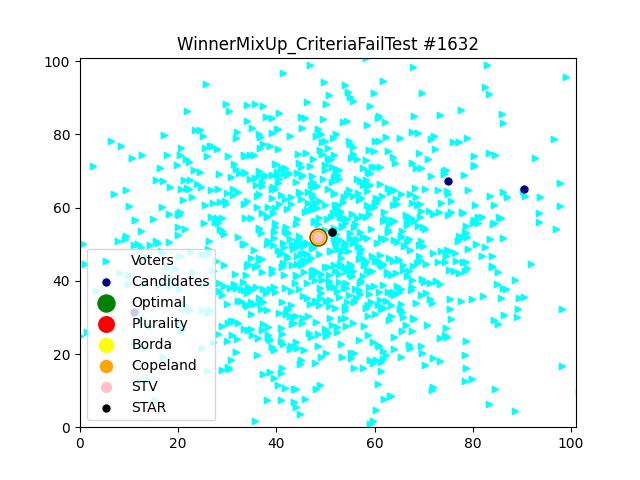 WinnerMixUp_CriteriaFailTest #1632
100
80
60
40
20
0
0 20 40 60 80 100
Voters
Candidates
Optimal
Plurality
Borda
Copeland
STV
STAR